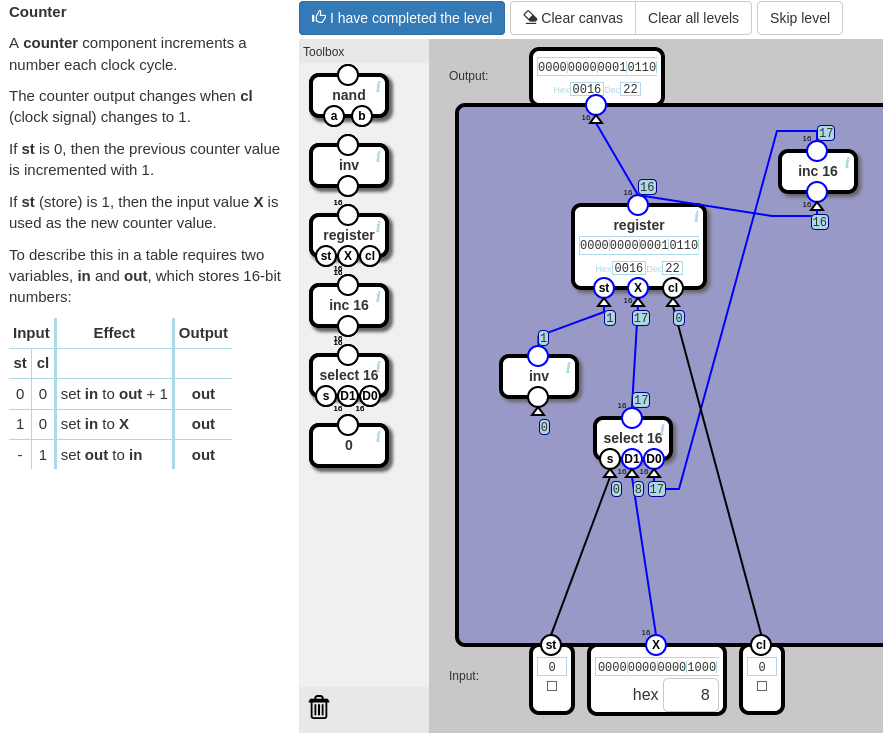 Counter
A counter component increments a
number each clock cycle.
The counter output changes when cl
(clock signal) changes to 1.
If st is 0, then the previous counter value
is incremented with 1.
If st (store) is 1, then the input value X is
used as the new counter value.
To describe this in a table requires two
variables, in and out, which stores 16-bit
numbers:
Input Effect Output
st cl
0 0 set in to out + 1 out
1 0 set in to X out
- 1 set out to in out
I have completed the level
Clear canvas
Clear all levels
Skip level
Toolbox
nand
i
a b
inv
i
16
register
i
st X cl
16
16
inc 16
i
16
16
select 16
i
s D1 D0
16 16
0
i
Output:
0000000000010110
Hex 0016 Dec 22
16
17
16
inc 16
i
16
16
16
16
register
i
0000000000010110
Hex 0016 Dec 22
st X cl
16
1 17 0
1
inv
i
0
17
16
select 16
i
s D1 D0
16 16
0 8 17
Input:
st
0
16
X
0000000000001000
hex 8
cl
0